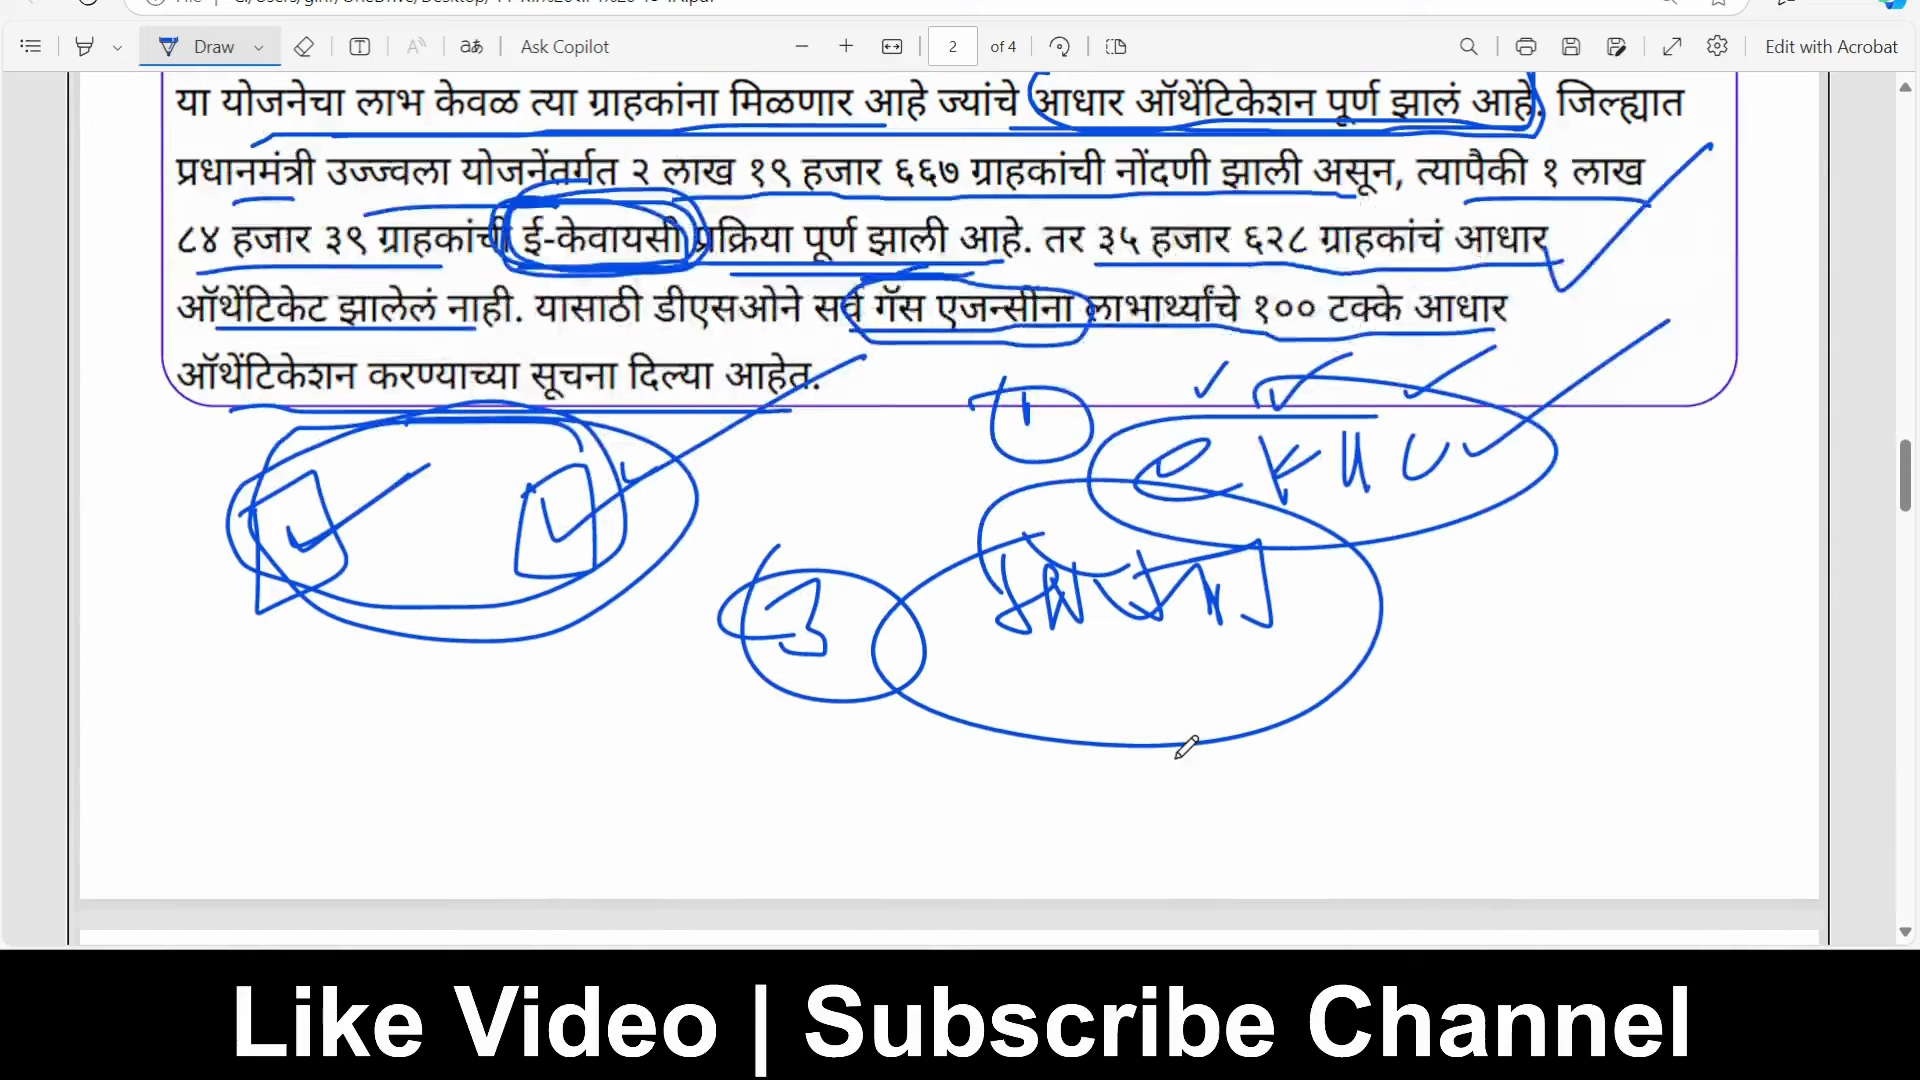 Draw
Ask Copilot
2 of 4
Edit with Acrobat
या योजनेचा लाभ केवळ त्या ग्राहकांना मिळणार आहे ज्यांचे आधार ऑथेंटिकेशन पूर्ण झालं आहे. जिल्ह्यात
प्रधानमंत्री उज्ज्वला योजनेंतर्गत २ लाख १९ हजार ६६७ ग्राहकांची नोंदणी झाली असून, त्यापैकी १ लाख
८४ हजार ३९ ग्राहकांची ई-केवायसी प्रक्रिया पूर्ण झाली आहे. तर ३५ हजार ६२८ ग्राहकांचं आधार
ऑथेंटिकेट झालेलं नाही. यासाठी डीएसओने सर्व गॅस एजन्सीना लाभार्थ्यांचे १०० टक्के आधार
ऑथेंटिकेशन करण्याच्या सूचना दिल्या आहेत.
1
3
Like Video | Subscribe Channel